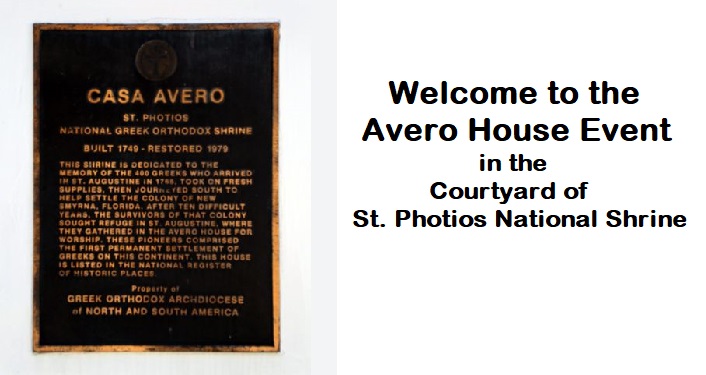 CASA AVERO
ST. PHOTIOS
NATIONAL GREEK ORTHODOX SHRINE
BUILT 1749 - RESTORED 1979
THIS SHRINE IS DEDICATED TO THE
MEMORY OF THE 400 GREEKS WHO ARRIVED
IN ST. AUGUSTINE IN 1768, TOOK ON FRESH
SUPPLIES, THEN JOURNEYED SOUTH TO
HELP SETTLE THE COLONY OF NEW
SMYRNA, FLORIDA. AFTER TEN DIFFICULT
YEARS, THE SURVIVORS OF THAT COLONY
SOUGHT REFUGE IN ST. AUGUSTINE, WHERE
THEY GATHERED IN THE AVERO HOUSE FOR
WORSHIP. THESE PIONEERS COMPRISED
THE FIRST PERMANENT SETTLEMENT OF
GREEKS ON THIS CONTINENT. THIS HOUSE
IS LISTED IN THE NATIONAL REGISTER
OF HISTORIC PLACES.
Property of
GREEK ORTHODOX ARCHDIOCESE
of NORTH AND SOUTH AMERICA
Welcome to the
Avero House Event
in the
Courtyard of
St. Photios National Shrine